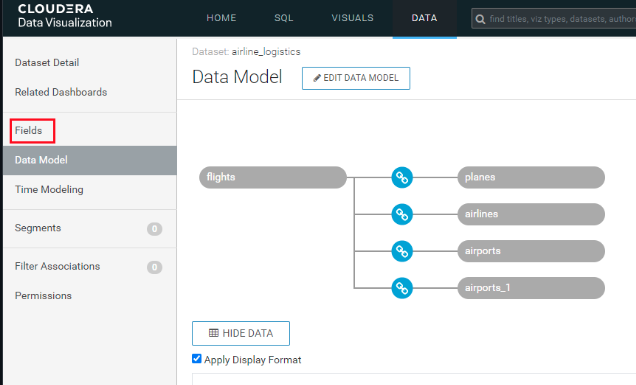 CLOUDERA
Data Visualization
HOME
SQL
VISUALS
DATA
find titles, viz types, datasets, author
Dataset Detail
Related Dashboards
Fields
Data Model
Time Modeling
Segments
0
Filter Associations
0
Permissions
Dataset: airline_logistics
Data Model
EDIT DATA MODEL
flights
planes
airlines
airports
airports_1
HIDE DATA
Apply Display Format